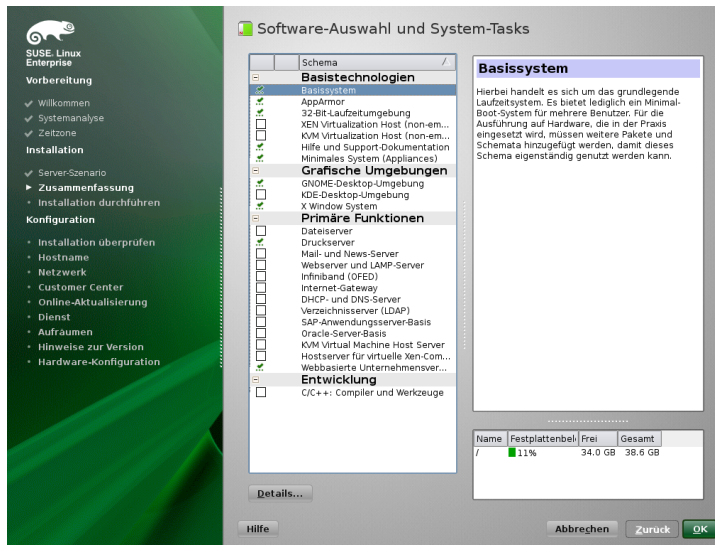 SUSE. Linux
Enterprise
Vorbereitung
Willkommen
Systemanalyse
Zeitzone
Installation
Server-Szenario
Zusammenfassung
Installation durchführen
Konfiguration
Installation überprüfen
Hostname
Netzwerk
Customer Center
Online-Aktualisierung
Dienst
Aufräumen
Hinweise zur Version
Hardware-Konfiguration
Software-Auswahl und System-Tasks
Schema
Basistechnologien
Basissystem
AppArmor
32-Bit-Laufzeitumgebung
XEN Virtualization Host (non-em...
KVM Virtualization Host (non-em...
Hilfe und Support-Dokumentation
Minimales System (Appliances)
Grafische Umgebungen
GNOME-Desktop-Umgebung
KDE-Desktop-Umgebung
X Window System
Primäre Funktionen
Dateiserver
Druckserver
Mail- und News-Server
Webserver und LAMP-Server
Infiniband (OFED)
Internet-Gateway
DHCP- und DNS-Server
Verzeichnisserver (LDAP)
SAP-Anwendungsserver-Basis
Oracle-Server-Basis
KVM Virtual Machine Host Server
Hostserver für virtuelle Xen-Com...
Webbasierte Unternehmensver...
Entwicklung
C/C++: Compiler und Werkzeuge
Details...
Basissystem
Hierbei handelt es sich um das grundlegende
Laufzeitsystem. Es bietet lediglich ein Minimal-
Boot-System für mehrere Benutzer. Für die
Ausführung auf Hardware, die in der Praxis
eingesetzt wird, müssen weitere Pakete und
Schemata hinzugefügt werden, damit dieses
Schema eigenständig genutzt werden kann.
Name Festplattenbel Frei Gesamt
/ 11% 34.0 GB 38.6 GB
Hilfe Abbrechen Zurück OK